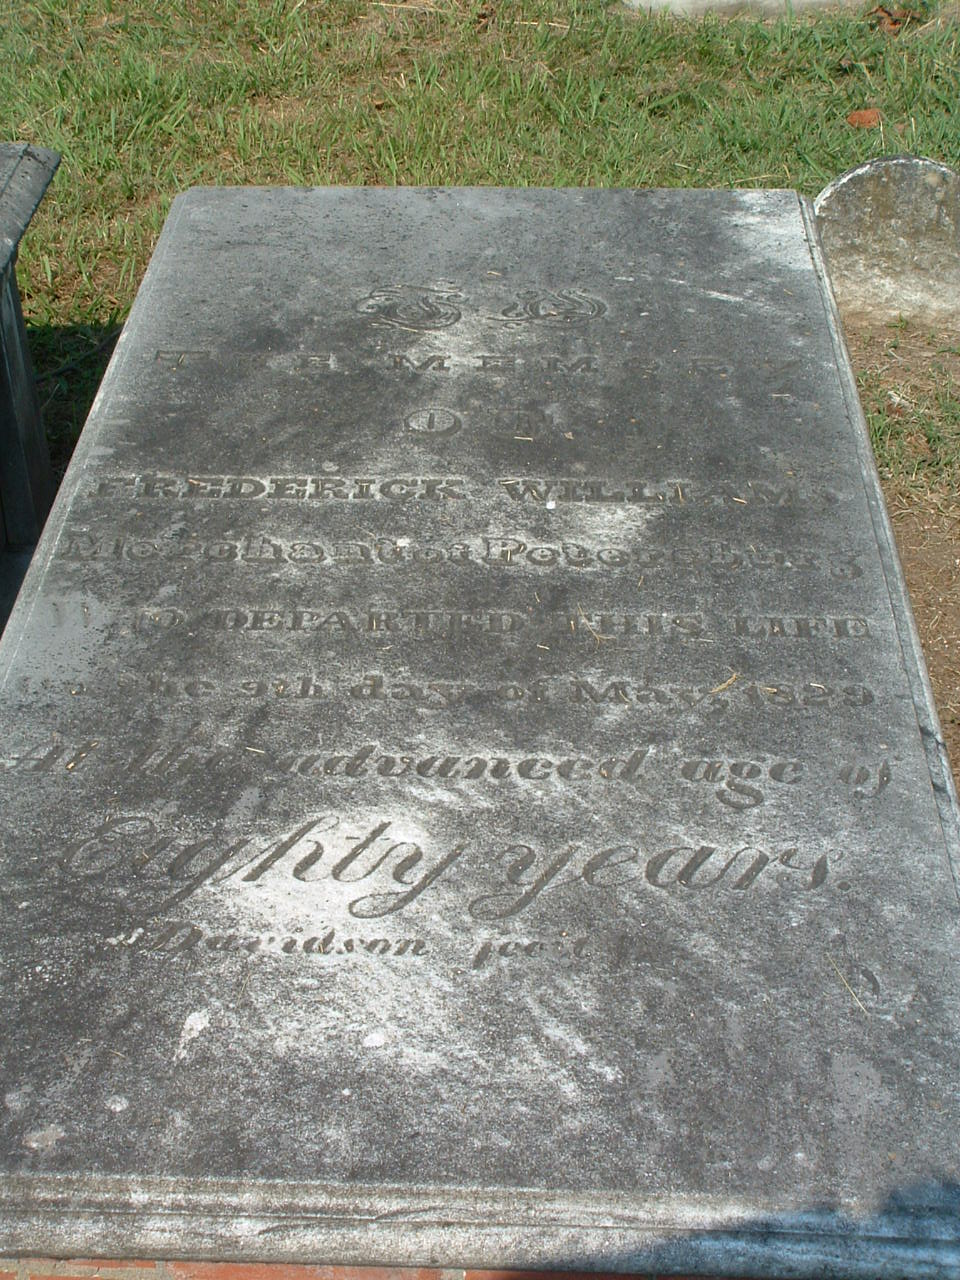 TO
THE MEMORY
OF
FREDERICK WILLIAMS
Merchant of Petersburg
WHO DEPARTED THIS LIFE
on the 9th day of May, 1829
At the advanced age of
Eighty years.
Davidson fecit